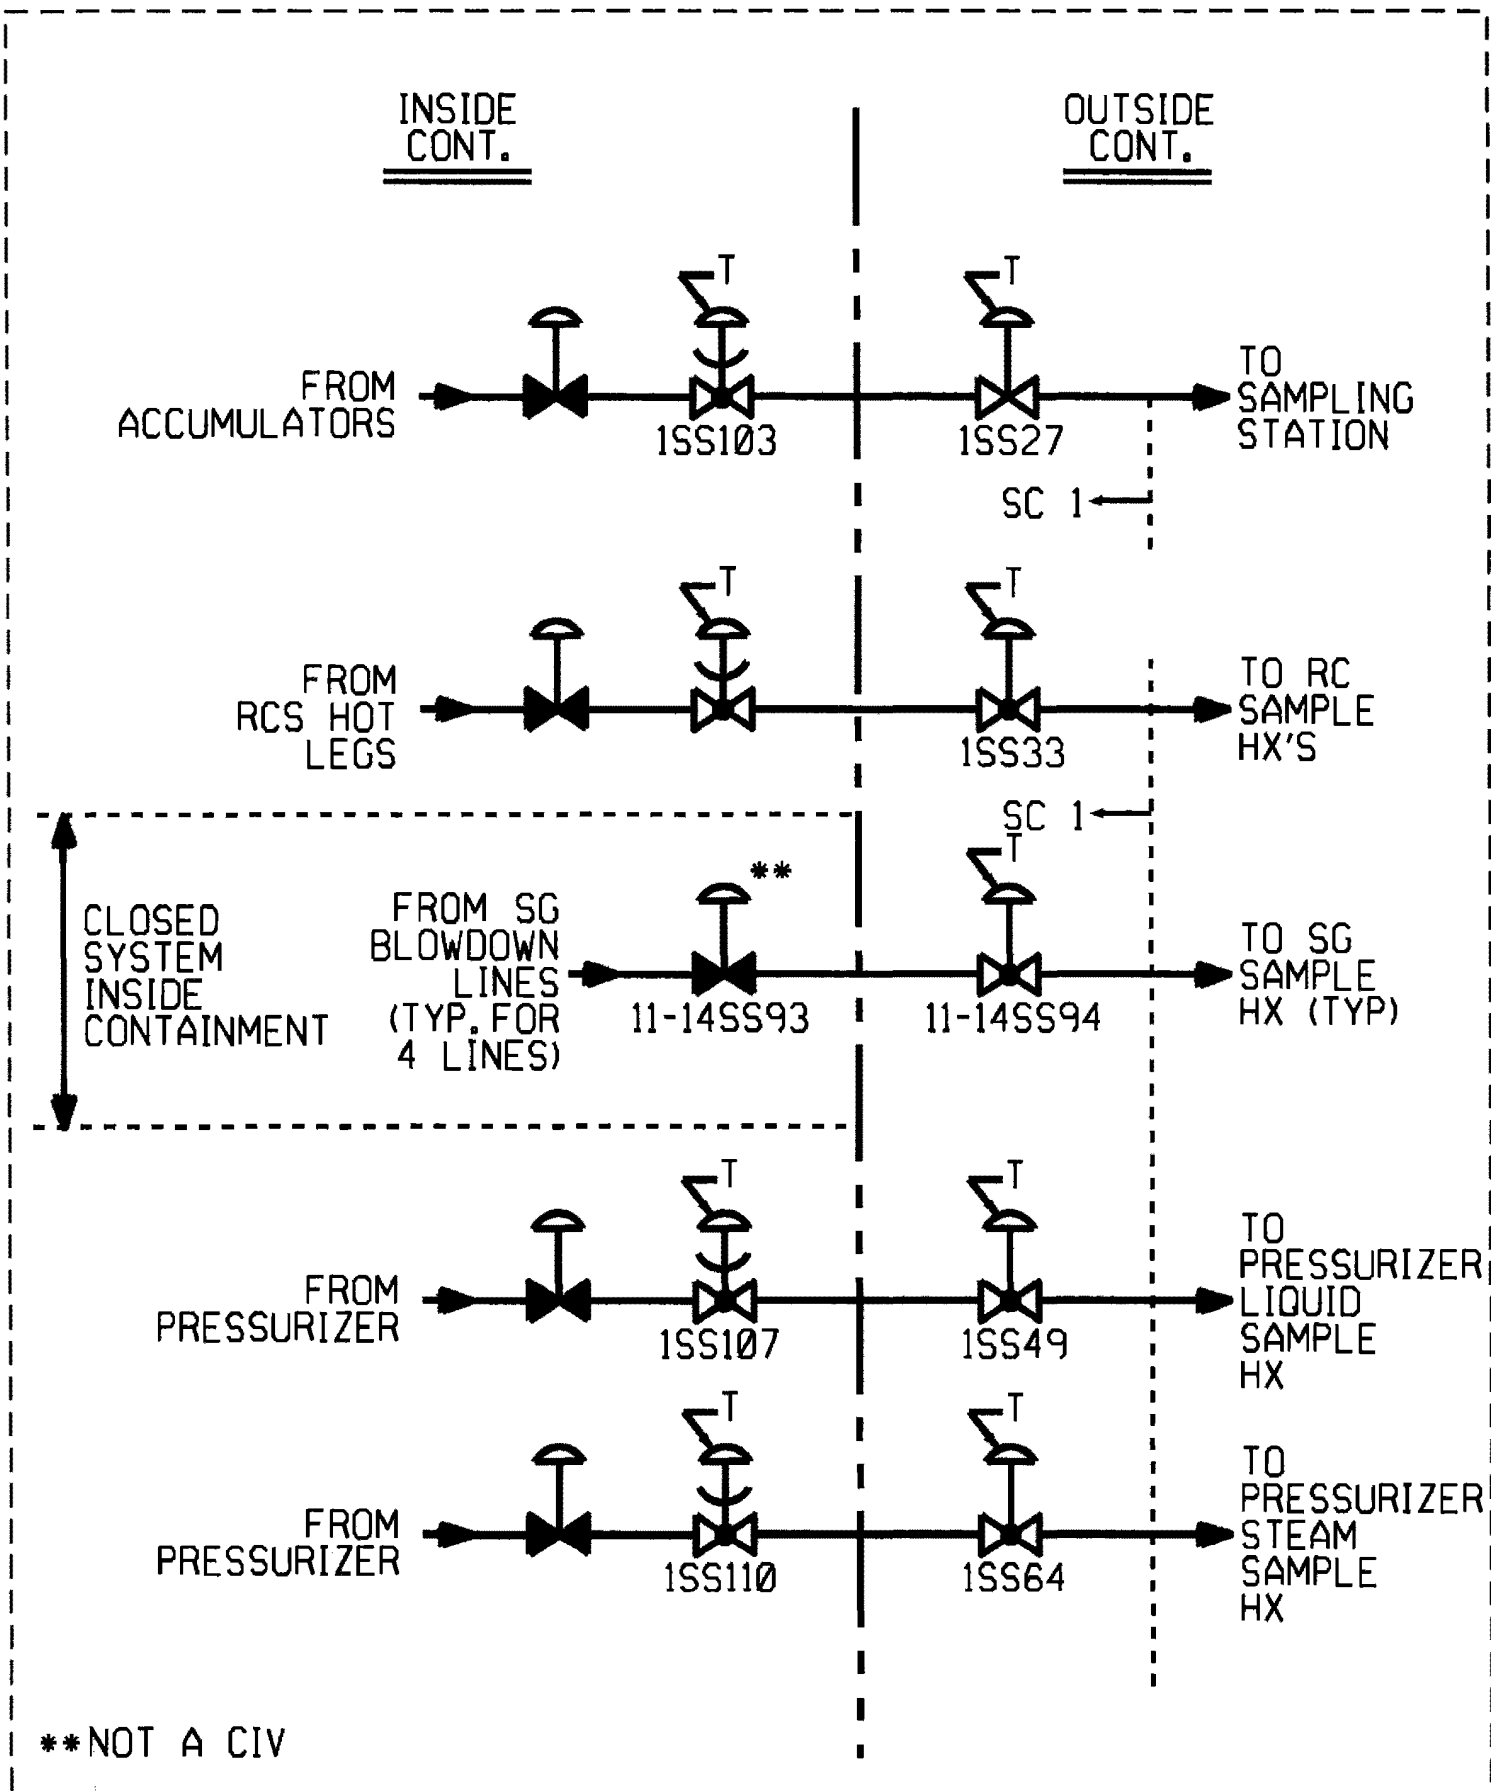 INSIDE
CONT.
OUTSIDE
CONT.
T
T
FROM
ACCUMULATORS
1SS103
1SS27
TO
SAMPLING
STATION
SC 1
T
T
FROM
RCS HOT
LEGS
1SS33
TO RC
SAMPLE
HX'S
SC 1
T
**
CLOSED
SYSTEM
INSIDE
CONTAINMENT
FROM SG
BLOWDOWN
LINES
(TYP. FOR
4 LINES)
11-14SS93
11-14SS94
TO SG
SAMPLE
HX (TYP)
T
T
FROM
PRESSURIZER
1SS107
1SS49
TO
PRESSURIZER
LIQUID
SAMPLE
HX
T
T
FROM
PRESSURIZER
1SS110
1SS64
TO
PRESSURIZER
STEAM
SAMPLE
HX
**NOT A CIV